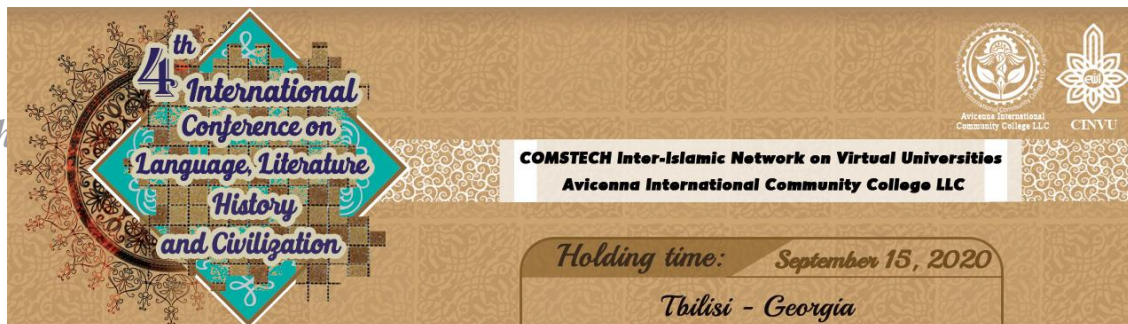 4th
International
Conference on
Language, Literature
History
and Civilization
Avicenna International
Community College LLC
CINVU
COMSTECH Inter-Islamic Network on Virtual Universities
Avicenna International Community College LLC
Holding time: September 15, 2020
Tbilisi - Georgia